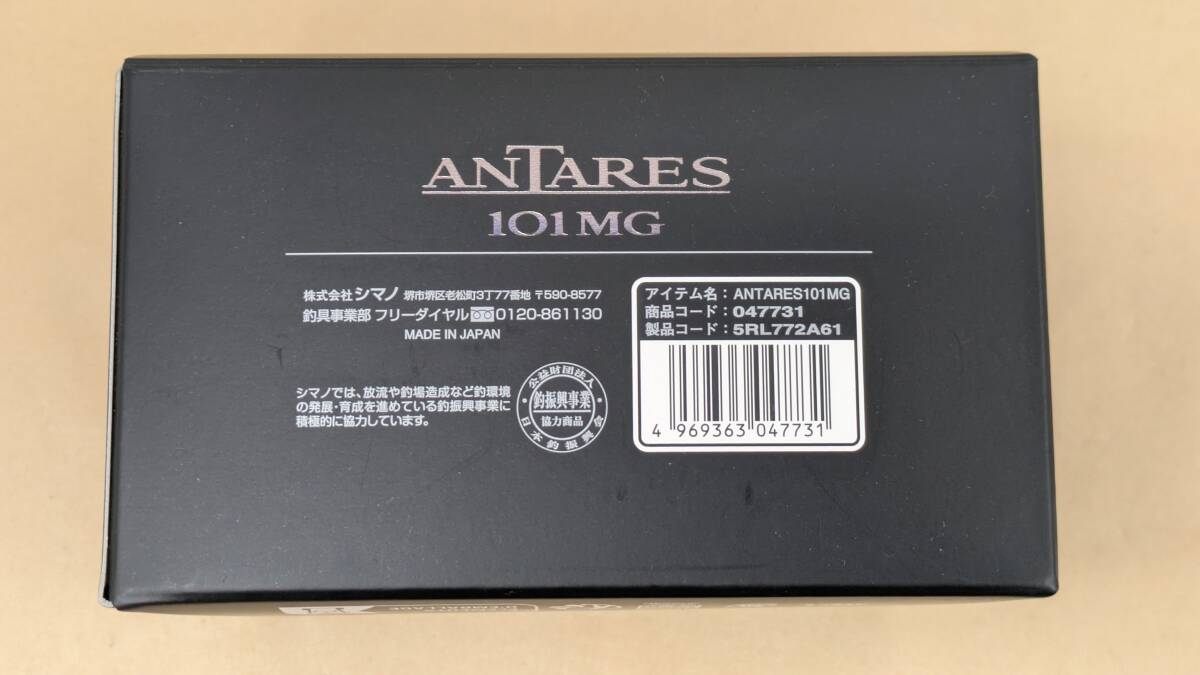 ANTARES
101MG
株式会社 シマノ 堺市堺区老松町3丁77番地 〒590-8577
釣具事業部 フリーダイヤル 0120-861130
MADE IN JAPAN
シマノでは、放流や釣場造成など釣環境
の発展・育成を進めている釣振興事業に
積極的に協力しています。
公益財団法人
釣振興事業
協力商品
日本釣振興会
アイテム名：ANTARES101MG
商品コード：047731
製品コード：5RL772A61
4 969363 047731